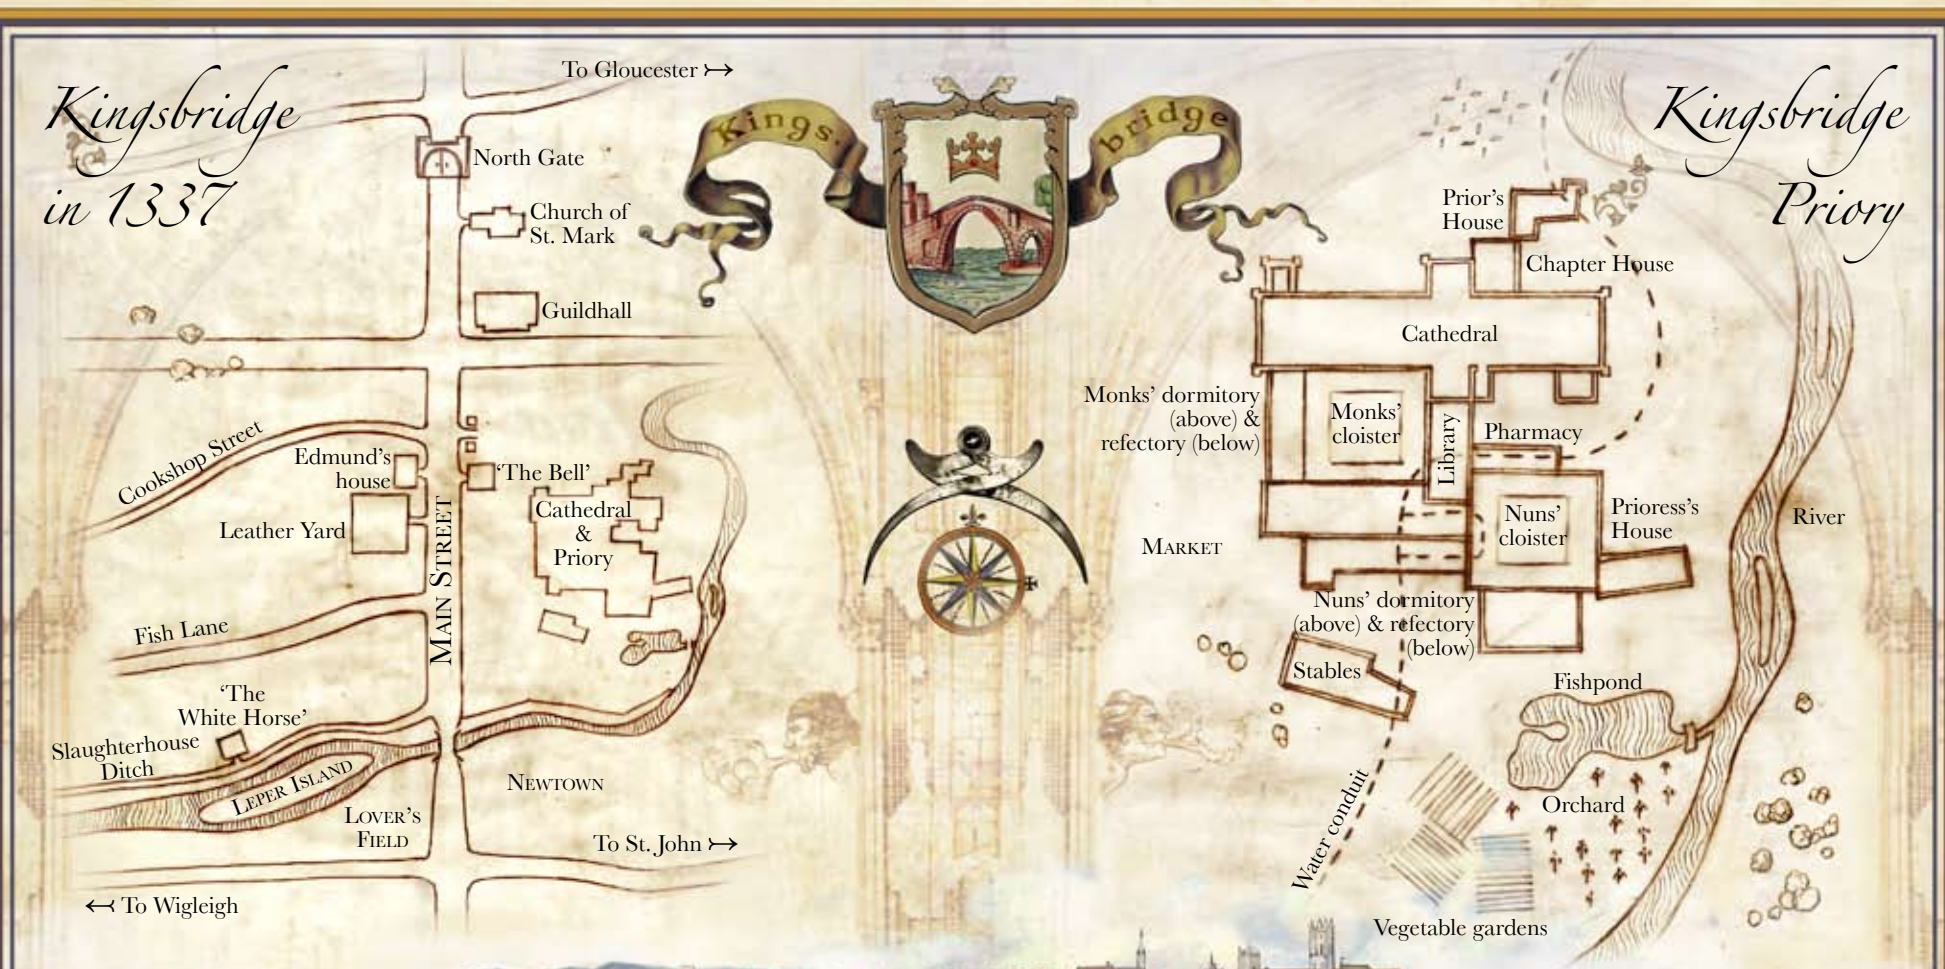 Kingsbridge
in 1337
To Gloucester
North Gate
Church of
St. Mark
Guildhall
Cookshop Street
Edmund's
house
'The Bell'
Leather Yard
Cathedral
&
Priory
MAIN STREET
Fish Lane
'The
White Horse'
Slaughterhouse
Ditch
LEPER ISLAND
LOVER'S
FIELD
NEWTOWN
To St. John
To Wigleigh
Kings.
bridge
Kingsbridge
Priory
Prior's
House
Chapter House
Cathedral
Monks' dormitory
(above) &
refectory (below)
Monks'
cloister
Library
Pharmacy
Nuns'
cloister
Prioress's
House
River
MARKET
Nuns' dormitory
(above) & refectory
(below)
Stables
Fishpond
Orchard
Water conduit
Vegetable gardens